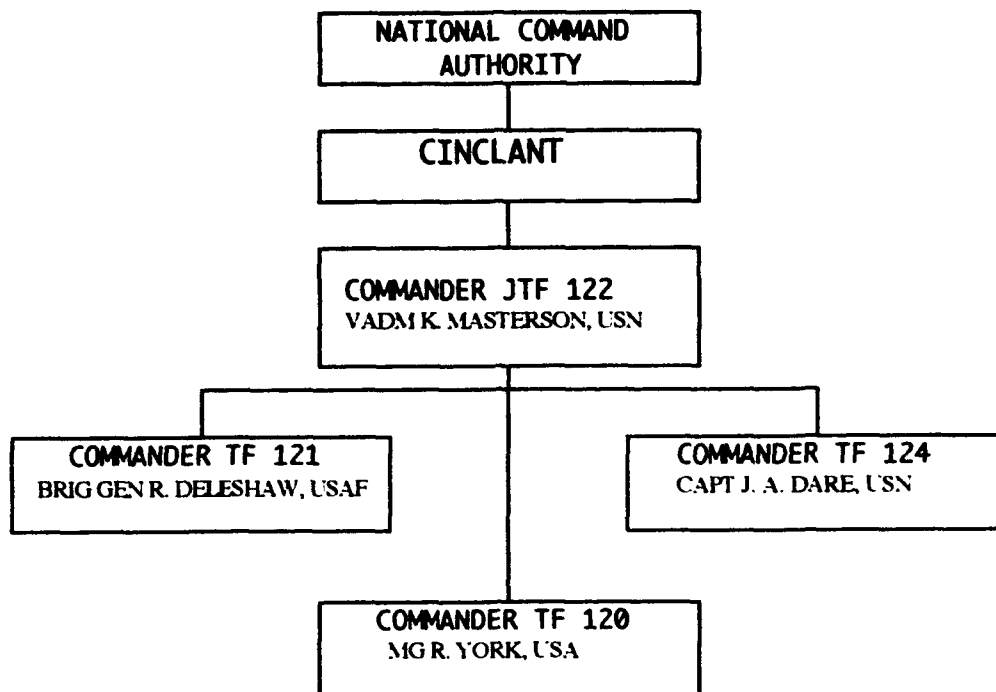 NATIONAL COMMAND
AUTHORITY
CINCLANT
COMMANDER JTF 122
VADM K. MASTERSON, USN
COMMANDER TF 121
BRIG GEN R. DELESHAW, USAF
COMMANDER TF 124
CAPT J. A. DARE, USN
COMMANDER TF 120
MG R. YORK, USA